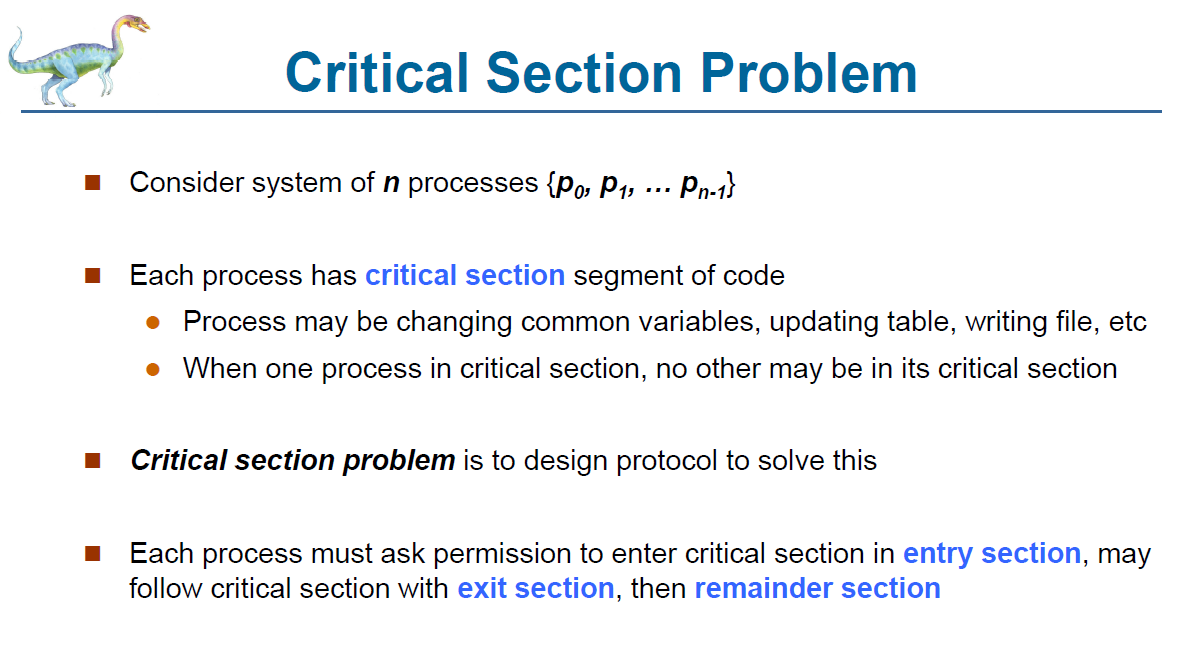 Critical Section Problem
Consider system of n processes {p0, p1, … pn-1}
Each process has critical section segment of code
Process may be changing common variables, updating table, writing file, etc
When one process in critical section, no other may be in its critical section
Critical section problem is to design protocol to solve this
Each process must ask permission to enter critical section in entry section, may
follow critical section with exit section, then remainder section